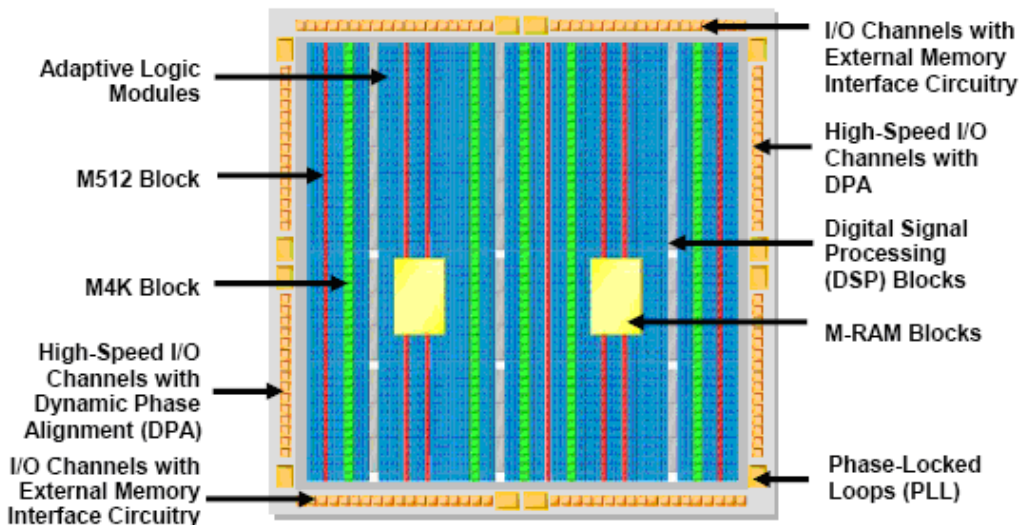 Adaptive Logic
Modules
M512 Block
M4K Block
High-Speed I/O
Channels with
Dynamic Phase
Alignment (DPA)
I/O Channels with
External Memory
Interface Circuitry
I/O Channels with
External Memory
Interface Circuitry
High-Speed I/O
Channels with
DPA
Digital Signal
Processing
(DSP) Blocks
M-RAM Blocks
Phase-Locked
Loops (PLL)